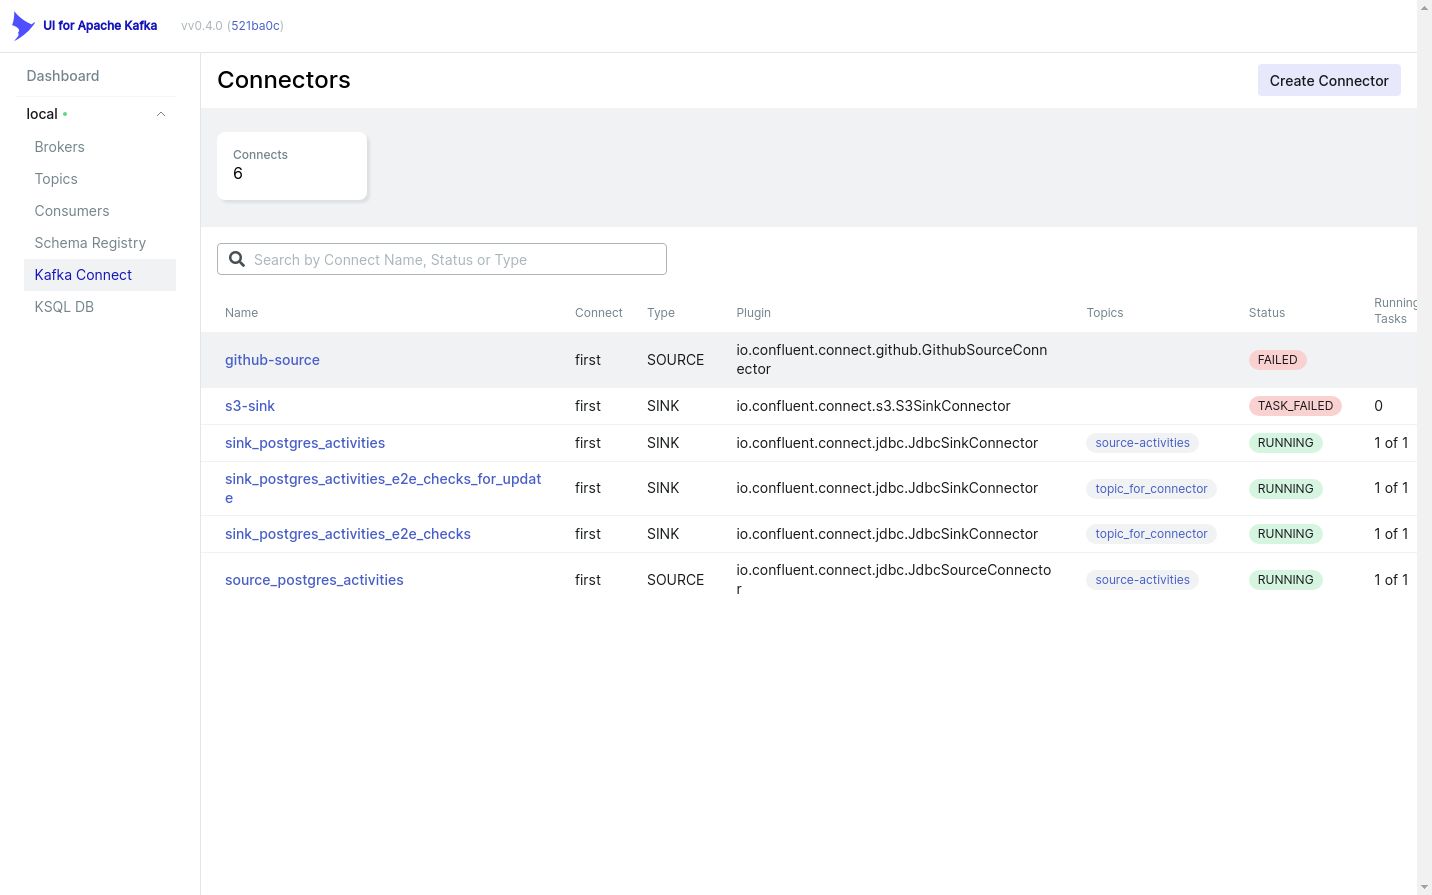 UI for Apache Kafka
vv0.4.0 (521ba0c)
Dashboard
local
Brokers
Topics
Consumers
Schema Registry
Kafka Connect
KSQL DB
Connectors
Create Connector
Connects
6
Search by Connect Name, Status or Type
Name Connect Type Plugin Topics Status Running
Tasks
github-source first SOURCE io.confluent.connect.github.GithubSourceConn
ector FAILED
s3-sink first SINK io.confluent.connect.s3.S3SinkConnector TASK_FAILED 0
sink_postgres_activities first SINK io.confluent.connect.jdbc.JdbcSinkConnector source-activities RUNNING 1 of 1
sink_postgres_activities_e2e_checks_for_updat
e first SINK io.confluent.connect.jdbc.JdbcSinkConnector topic_for_connector RUNNING 1 of 1
sink_postgres_activities_e2e_checks first SINK io.confluent.connect.jdbc.JdbcSinkConnector topic_for_connector RUNNING 1 of 1
source_postgres_activities first SOURCE io.confluent.connect.jdbc.JdbcSourceConnecto
r source-activities RUNNING 1 of 1